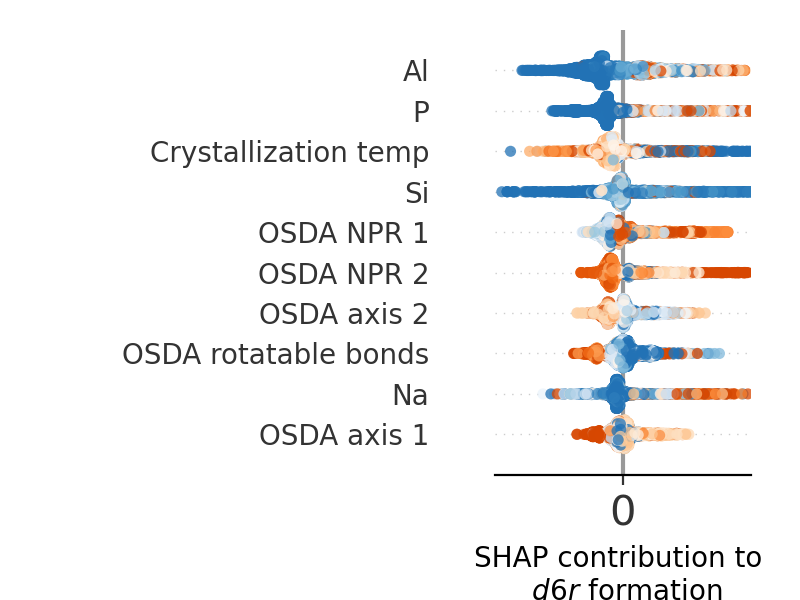 Al
P
Crystallization temp
Si
OSDA NPR 1
OSDA NPR 2
OSDA axis 2
OSDA rotatable bonds
Na
OSDA axis 1
0
SHAP contribution to
d6r formation